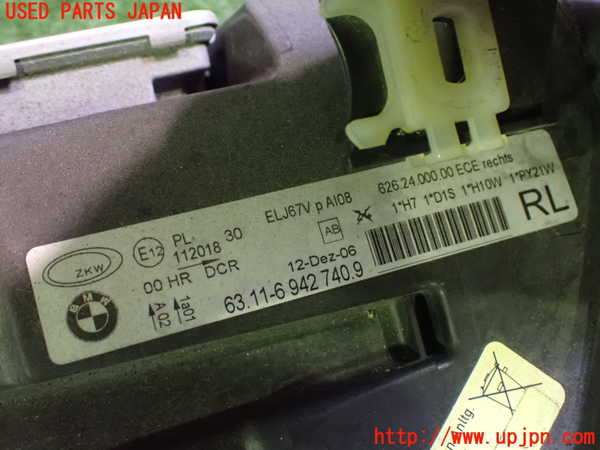 USED PARTS JAPAN
ELJ67V p AI08 626.24.000.00 ECE rechts
AB 1*H7 1*D1S 1*H10W 1*PY21W
RL
ZKW E12 PL: 112018 30
00 HR DCR
12-Dez-06
BMW A02 1a01 63.11-6 942 740.9
http://www.upjpn.com/